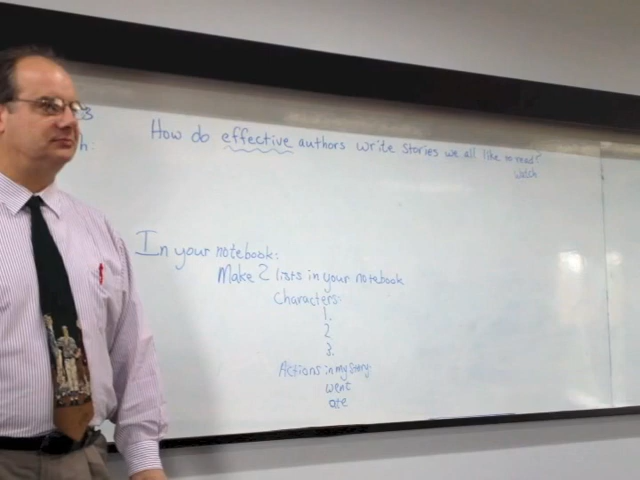 3
h:
How do effective authors write stories we all like to read?
watch
In your notebook:
Make 2 lists in your notebook
Characters:
1.
2
3.
Actions in my story:
went
ate